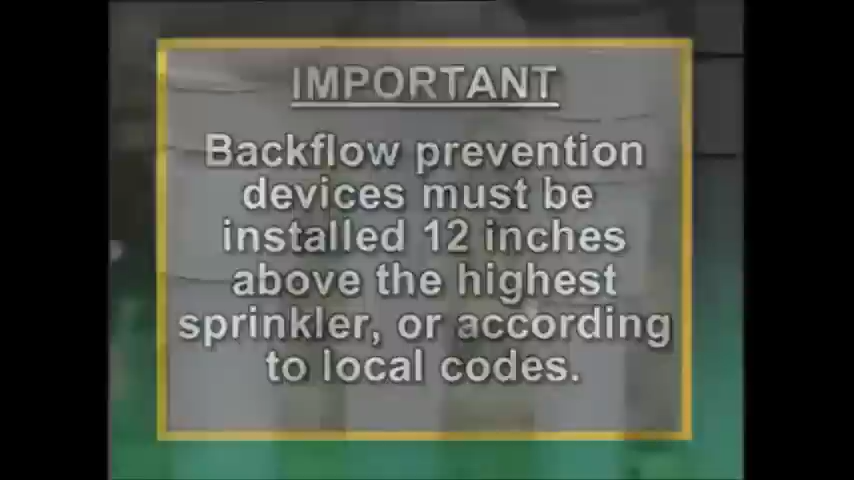 IMPORTANT
Backflow prevention
devices must be
installed 12 inches
above the highest
sprinkler, or according
to local codes.